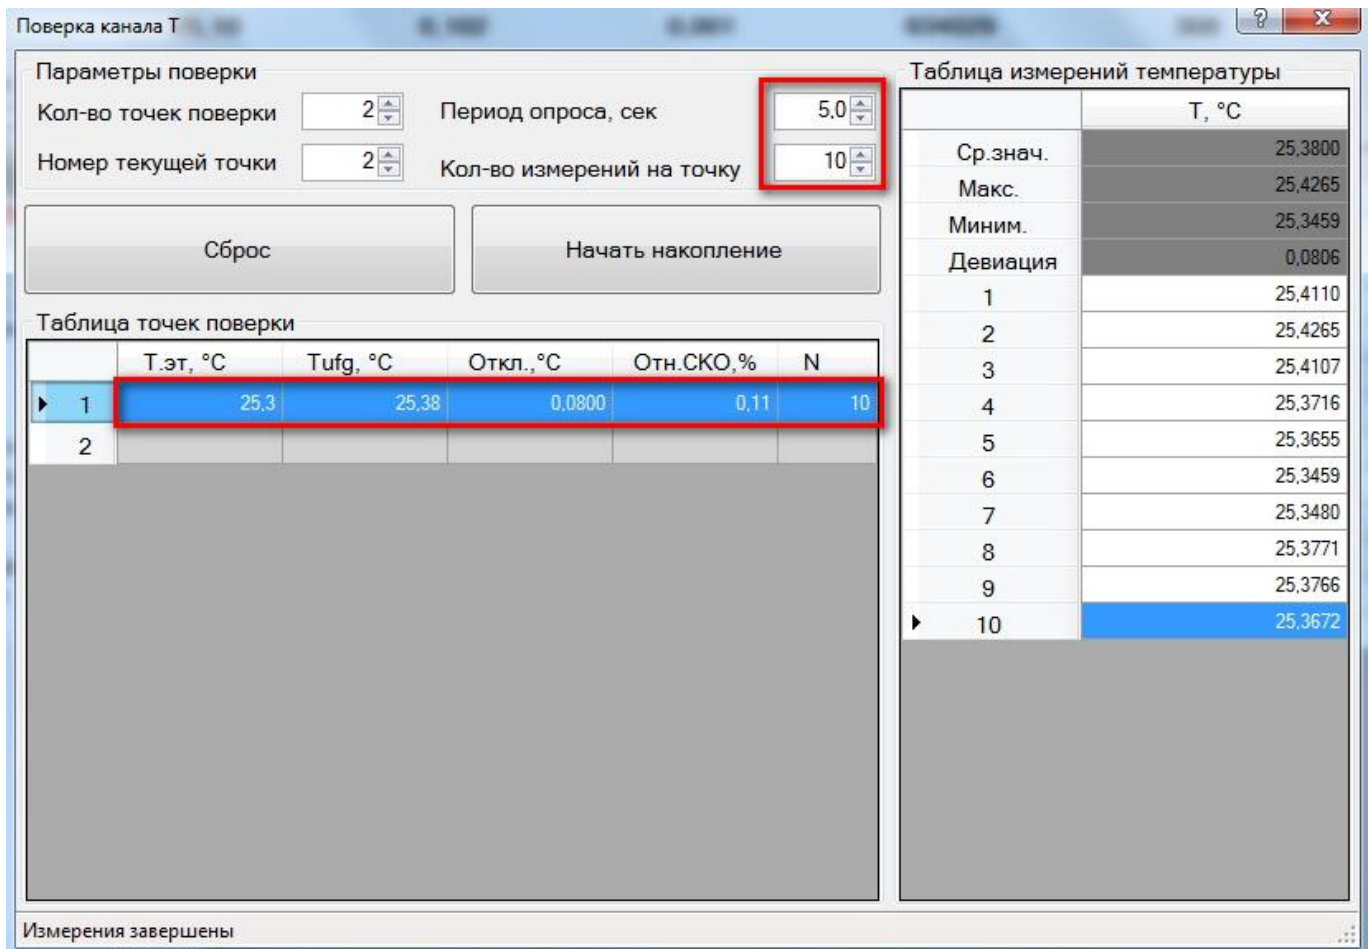 Поверка канала Т
Параметры поверки
Кол-во точек поверки 2 Период опроса, сек 5,0
Номер текущей точки 2 Кол-во измерений на точку 10
Сброс Начать накопление
Таблица точек поверки
Т.эт, °C Tufg, °C Откл.,°C Отн.СКО,% N
1 25,3 25,38 0,0800 0,11 10
2
Таблица измерений температуры
T, °C
Ср.знач. 25,3800
Макс. 25,4265
Миним. 25,3459
Девиация 0,0806
1 25,4110
2 25,4265
3 25,4107
4 25,3716
5 25,3655
6 25,3459
7 25,3480
8 25,3771
9 25,3766
10 25,3672
Измерения завершены